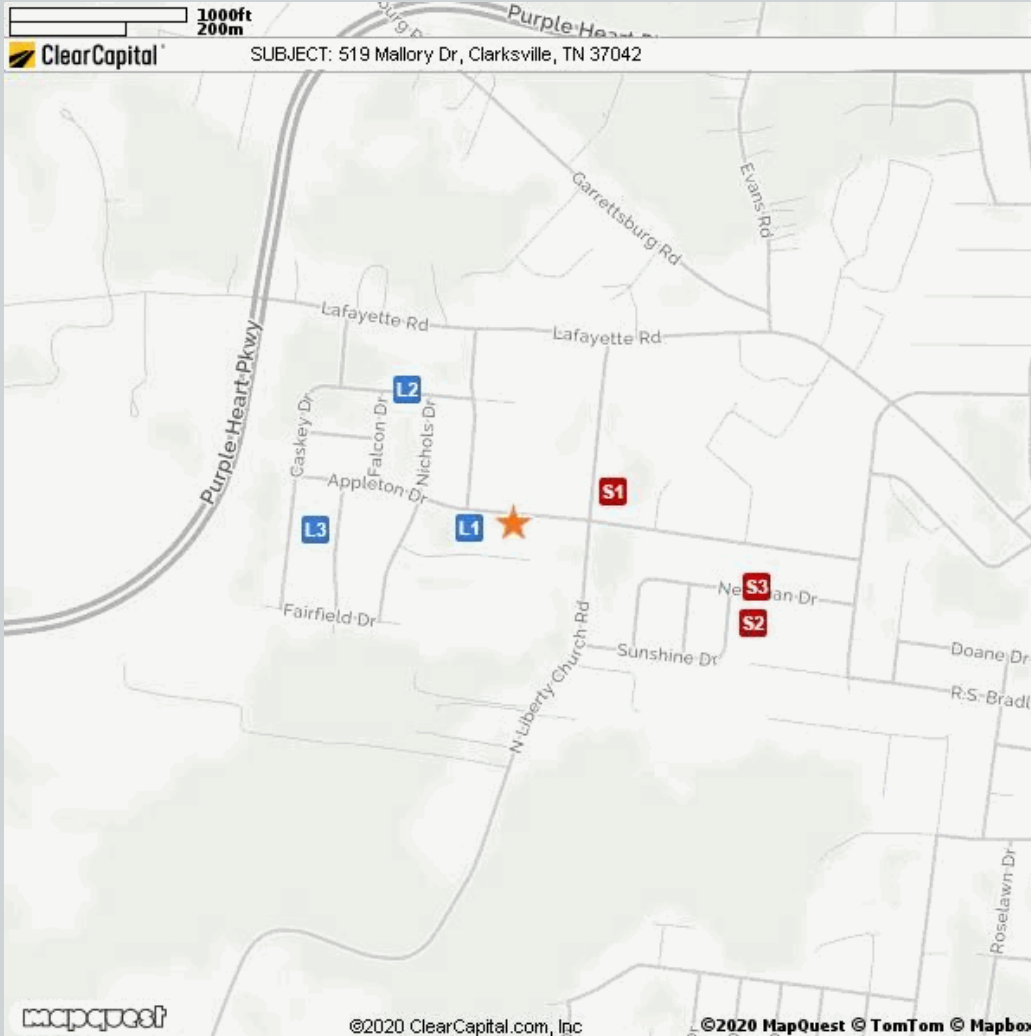 1000ft
200m
Purple Heart
ClearCapital
SUBJECT: 519 Mallory Dr, Clarksville, TN 37042
Garrettsburg Rd
Evans Rd
Lafayette Rd
Lafayette Rd
Purple Heart Pkwy
L2
Caskey Dr
Falcon Dr
Nichols Dr
Appleton Dr
S1
L3
L1
S3
S2
Fairfield Dr
Sunshine Dr
N Liberty Church Rd
Doane Dr
R.S. Bradl
Roselawn Dr
mapquest
©2020 ClearCapital.com, Inc
©2020 MapQuest © TomTom © Mapbox